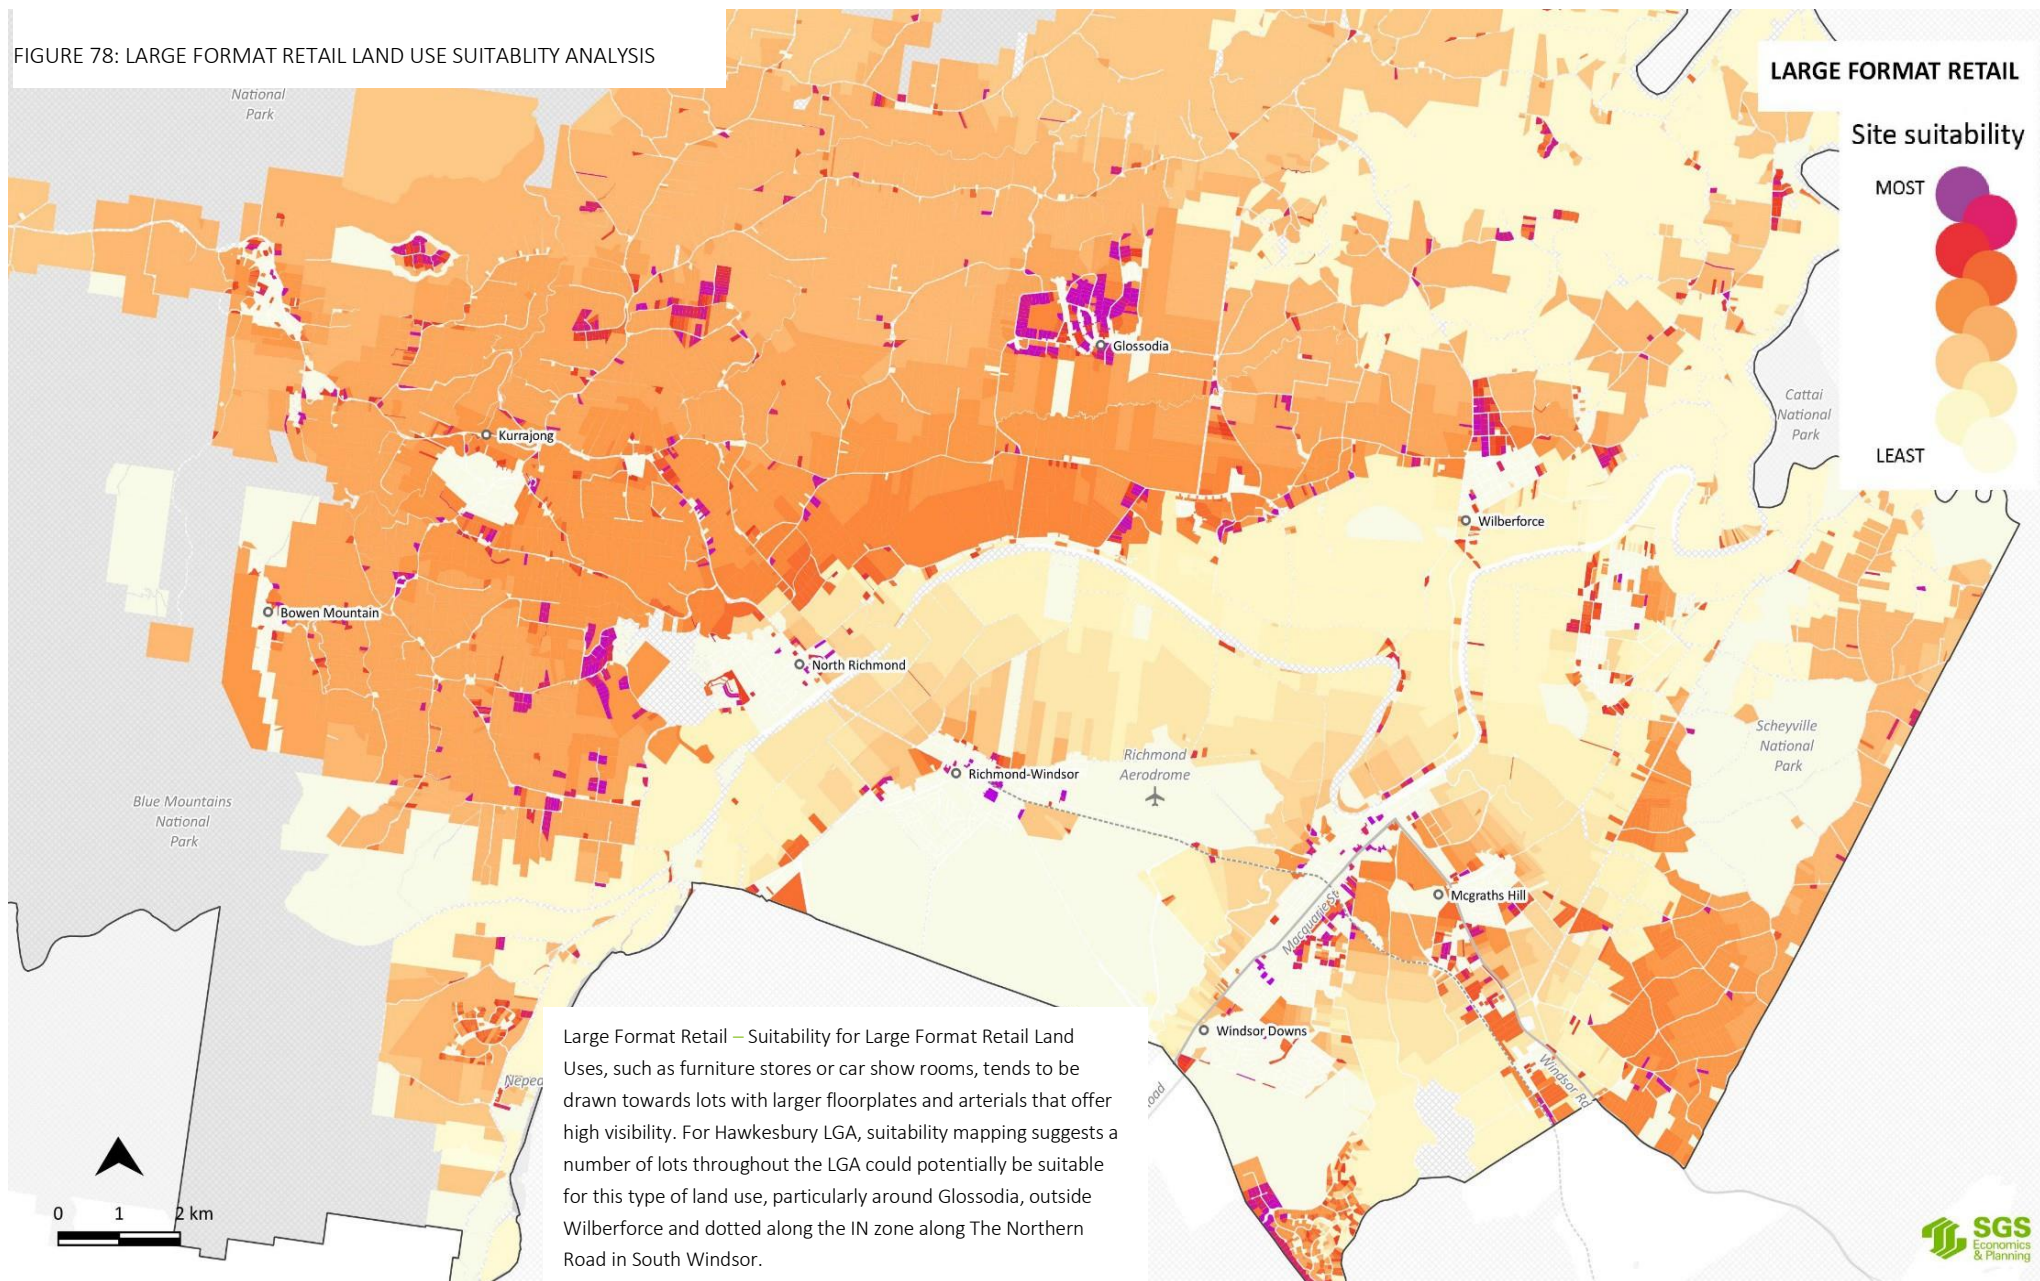 FIGURE 78: LARGE FORMAT RETAIL LAND USE SUITABLITY ANALYSIS
LARGE FORMAT RETAIL
Site suitability
MOST
LEAST
National
Park
Glossodia
Cattai
National
Park
Kurrajong
Wilberforce
Bowen Mountain
North Richmond
Scheyville
National
Park
Richmond
Aerodrome
Richmond-Windsor
Blue Mountains
National
Park
Mcgraths Hill
Macquarie St
Windsor Downs
Windsor Rd
Large Format Retail – Suitability for Large Format Retail Land
Uses, such as furniture stores or car show rooms, tends to be
drawn towards lots with larger floorplates and arterials that offer
high visibility. For Hawkesbury LGA, suitability mapping suggests a
number of lots throughout the LGA could potentially be suitable
for this type of land use, particularly around Glossodia, outside
Wilberforce and dotted along the IN zone along The Northern
Road in South Windsor.
0 1 2 km
SGS
Economics
& Planning